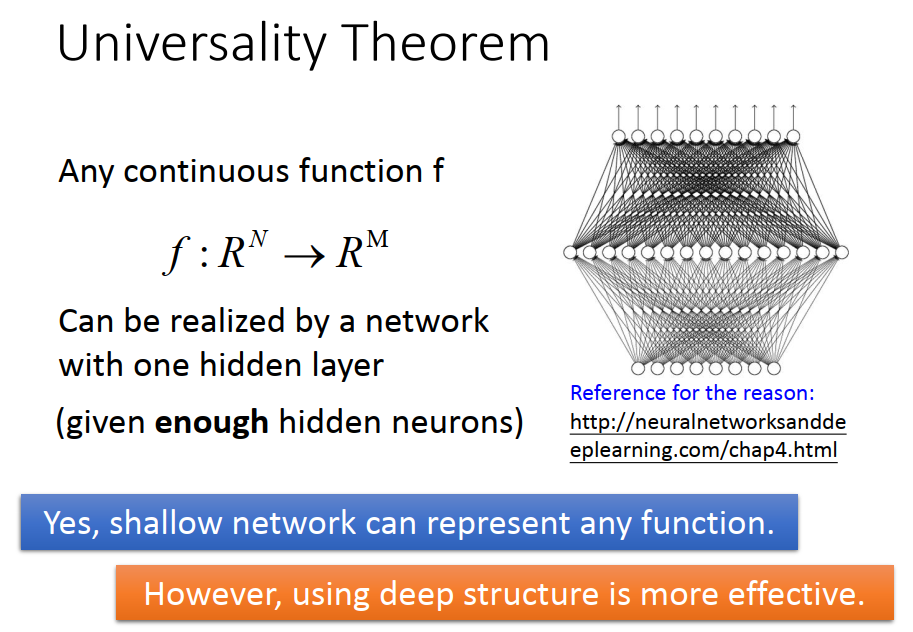 Universality Theorem
Any continuous function f
f : R^N → R^M
Can be realized by a network
with one hidden layer
(given enough hidden neurons)
Reference for the reason:
http://neuralnetworksandde
eplearning.com/chap4.html
Yes, shallow network can represent any function.
However, using deep structure is more effective.